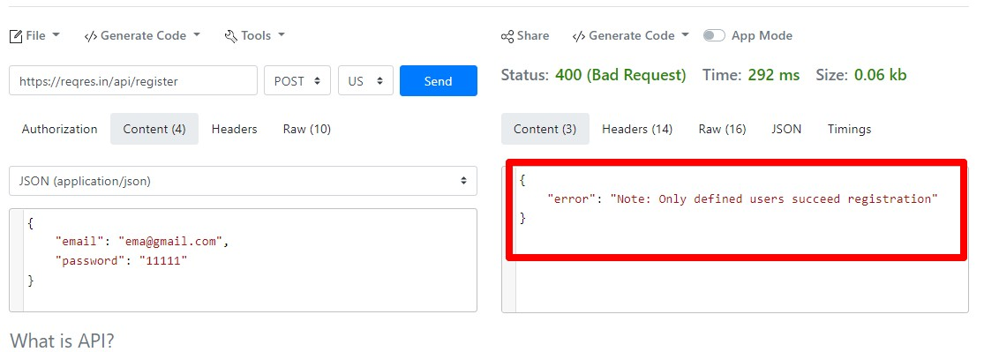 File Generate Code Tools
Share Generate Code App Mode
https://reqres.in/api/register POST US Send
Status: 400 (Bad Request) Time: 292 ms Size: 0.06 kb
Authorization Content (4) Headers Raw (10)
Content (3) Headers (14) Raw (16) JSON Timings
JSON (application/json)
{
"email": "ema@gmail.com",
"password": "11111"
}
{
"error": "Note: Only defined users succeed registration"
}
What is API?